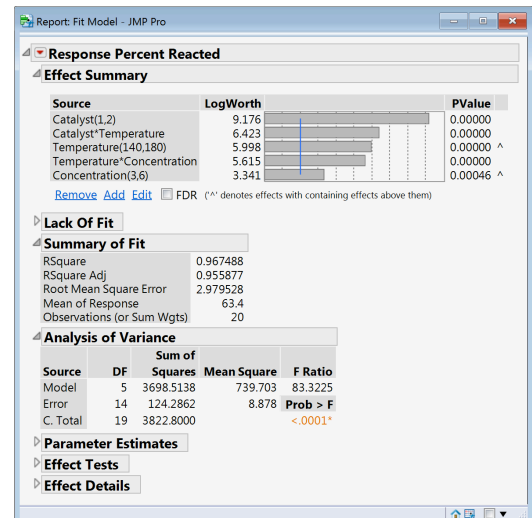 Report: Fit Model - JMP Pro
Response Percent Reacted
Effect Summary
Source LogWorth PValue
Catalyst(1,2) 9.176 0.00000
Catalyst*Temperature 6.423 0.00000
Temperature(140,180) 5.998 0.00000 ^
Temperature*Concentration 5.615 0.00000
Concentration(3,6) 3.341 0.00046 ^
Remove Add Edit FDR ('^' denotes effects with containing effects above them)
Lack Of Fit
Summary of Fit
RSquare 0.967488
RSquare Adj 0.955877
Root Mean Square Error 2.979528
Mean of Response 63.4
Observations (or Sum Wgts) 20
Analysis of Variance
Sum of
Source DF Squares Mean Square F Ratio
Model 5 3698.5138 739.703 83.3225
Error 14 124.2862 8.878 Prob > F
C. Total 19 3822.8000 <.0001*
Parameter Estimates
Effect Tests
Effect Details